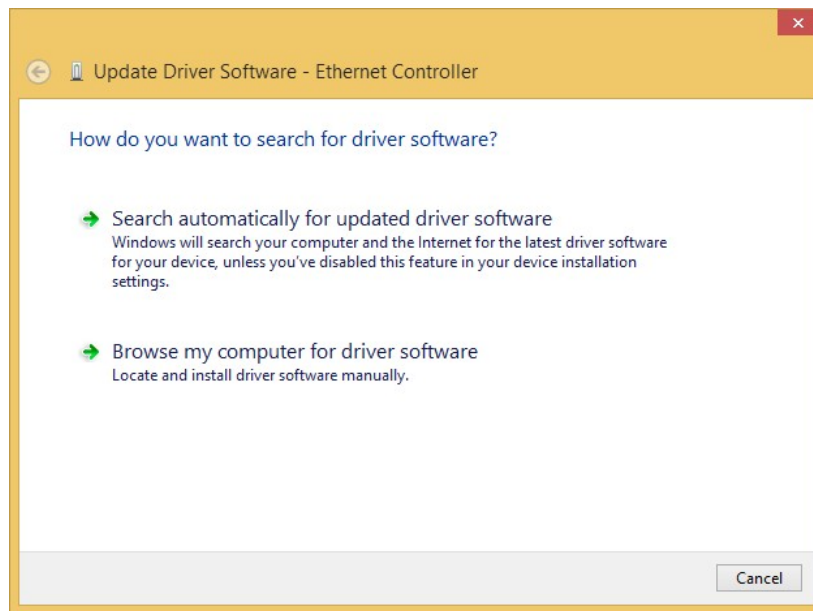 Update Driver Software - Ethernet Controller
How do you want to search for driver software?
Search automatically for updated driver software
Windows will search your computer and the Internet for the latest driver software
for your device, unless you've disabled this feature in your device installation
settings.
Browse my computer for driver software
Locate and install driver software manually.
Cancel